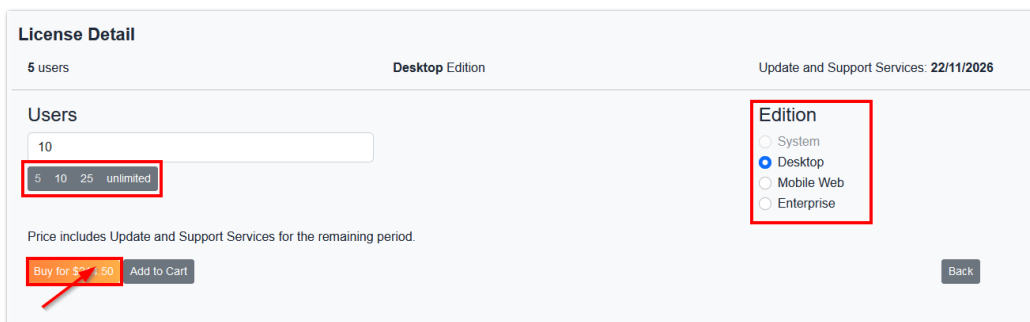 License Detail
5 users Desktop Edition Update and Support Services: 22/11/2026
Users Edition
10
5 10 25 unlimited
System
Desktop
Mobile Web
Enterprise
Price includes Update and Support Services for the remaining period.
Buy for Add to Cart Back